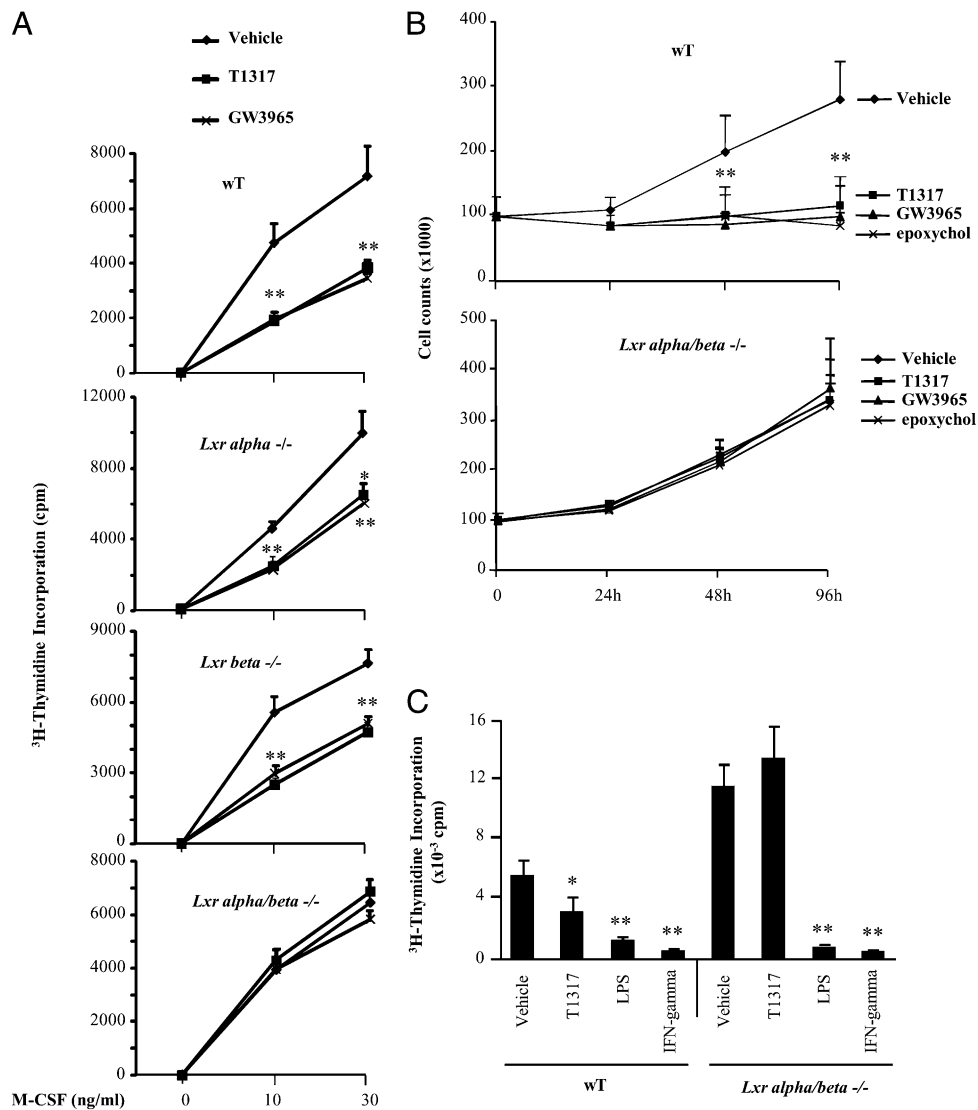 A
Vehicle
T1317
GW3965
8000
6000
4000
2000
0
wT
**
**
12000
8000
4000
0
Lxr alpha -/-
**
*
**
9000
6000
3000
0
Lxr beta -/-
**
**
8000
6000
4000
2000
0
Lxr alpha/beta -/-
³H-Thymidine Incorporation (cpm)
M-CSF (ng/ml) 0 10 30
B
400
300
200
100
0
wT
**
**
Vehicle
T1317
GW3965
epoxychol
Cell counts (x1000)
500
400
300
200
100
0
Lxr alpha/beta -/-
Vehicle
T1317
GW3965
epoxychol
0 24h 48h 96h
C
³H-Thymidine Incorporation
(x10⁻³ cpm)
16
12
8
4
0
*
**
**
**
**
Vehicle
T1317
LPS
IFN-gamma
Vehicle
T1317
LPS
IFN-gamma
wT
Lxr alpha/beta -/-